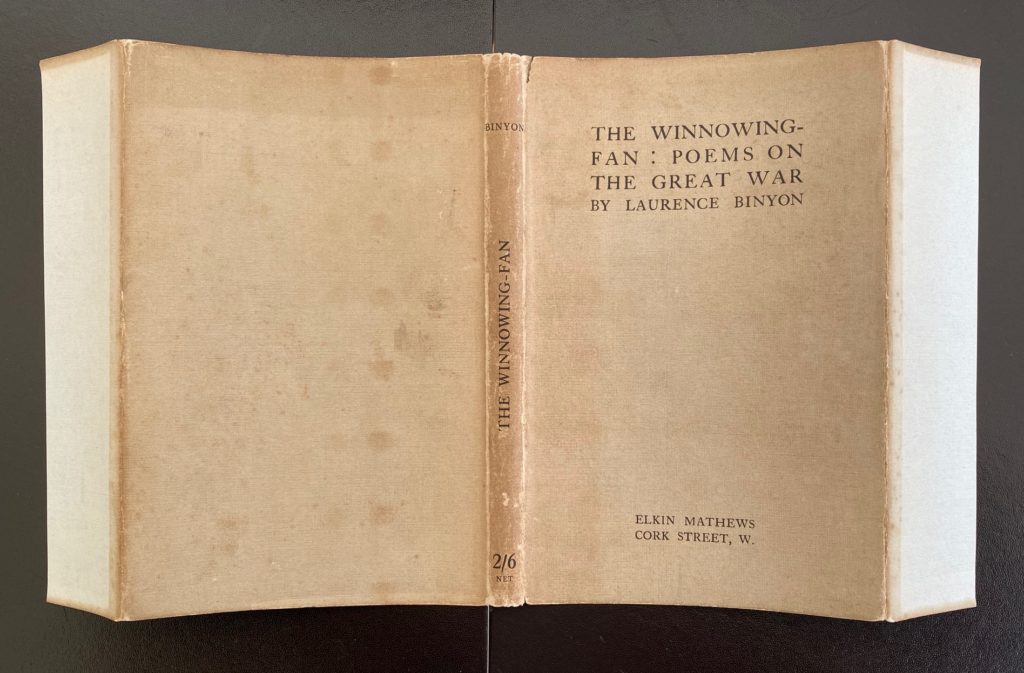 BINYON
THE WINNOWING-FAN
2/6
NET
THE WINNOWING-
FAN : POEMS ON
THE GREAT WAR
BY LAURENCE BINYON
ELKIN MATHEWS
CORK STREET, W.